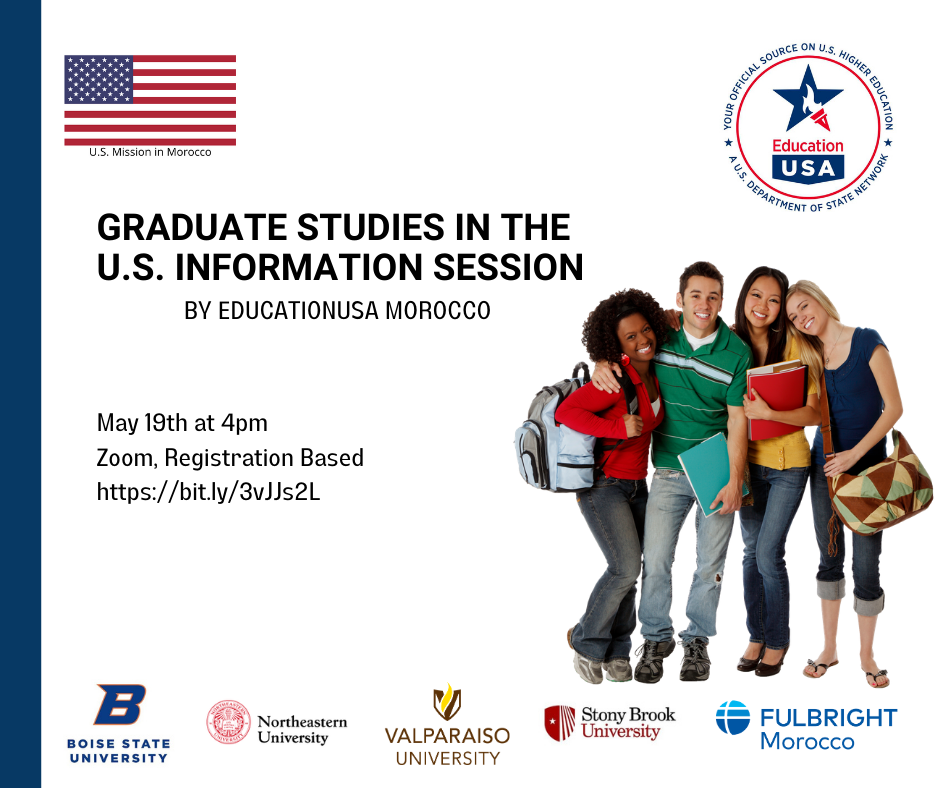 U.S. Mission in Morocco
YOUR OFFICIAL SOURCE ON U.S. HIGHER EDUCATION
Education
USA
A U.S. DEPARTMENT OF STATE NETWORK
GRADUATE STUDIES IN THE
U.S. INFORMATION SESSION
BY EDUCATIONUSA MOROCCO
May 19th at 4pm
Zoom, Registration Based
https://bit.ly/3vJJs2L
B
BOISE STATE
UNIVERSITY
Northeastern
University
VALPARAISO
UNIVERSITY
Stony Brook
University
FULBRIGHT
Morocco